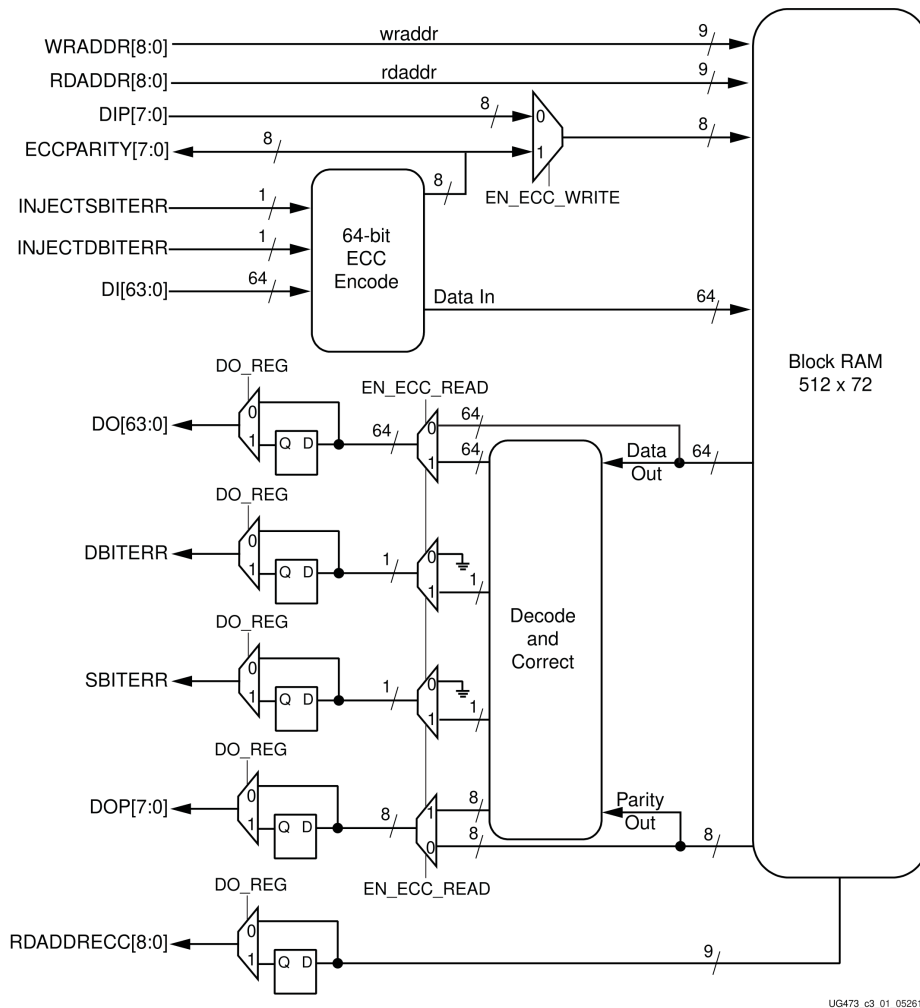 WRADDR[8:0]
wraddr
9
RDADDR[8:0]
rdaddr
9
DIP[7:0]
8
0
8
ECCPARITY[7:0]
8
1
8
EN_ECC_WRITE
INJECTSBITERR
1
INJECTDBITERR
1
DI[63:0]
64
64-bit
ECC
Encode
Data In
64
Block RAM
512 x 72
DO_REG
EN_ECC_READ
DO[63:0]
0
1
Q D
64
0
1
64
64
Data
Out
64
DO_REG
DBITERR
0
1
Q D
1
0
1
1
Decode
and
Correct
DO_REG
SBITERR
0
1
Q D
1
0
1
1
DO_REG
DOP[7:0]
0
1
Q D
8
1
0
8
8
Parity
Out
8
EN_ECC_READ
DO_REG
RDADDRECC[8:0]
0
1
Q D
9